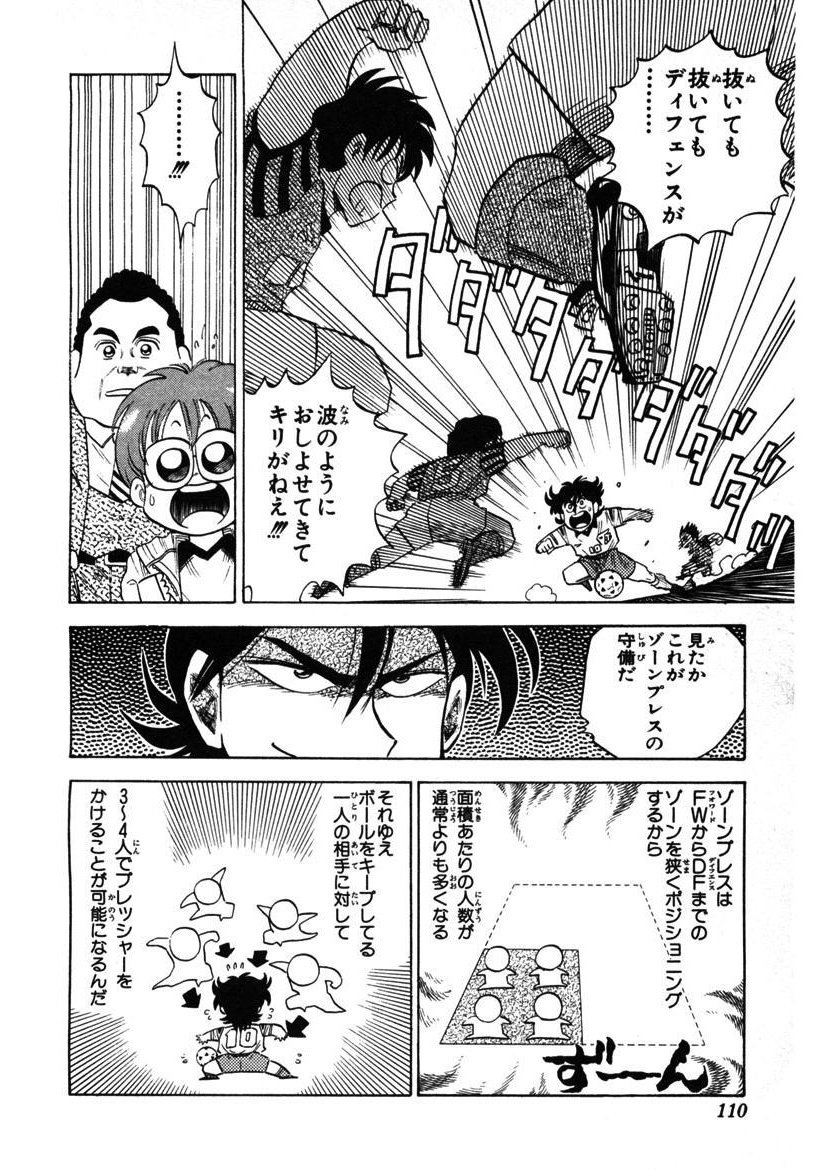 抜いても
抜いても
ディフェンスが
………
ダダダダダダ
波のように
おしよせてきて
キリがねえ!!!
………!!!
見たか
これが
ゾーンプレスの
守備だ
ゾーンプレスは
FWからDFまでの
ゾーンを狭くポジショニング
するから
面積あたりの人数が
通常よりも多くなる
ずーん
それゆえ
ボールをキープしてる
一人の相手に対して
3〜4人でプレッシャーを
かけることが可能になるんだ
10
110